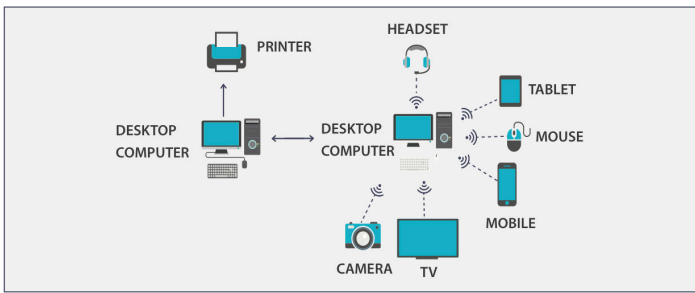 HEADSET
PRINTER
TABLET
DESKTOP
COMPUTER
DESKTOP
COMPUTER
MOUSE
MOBILE
CAMERA
TV